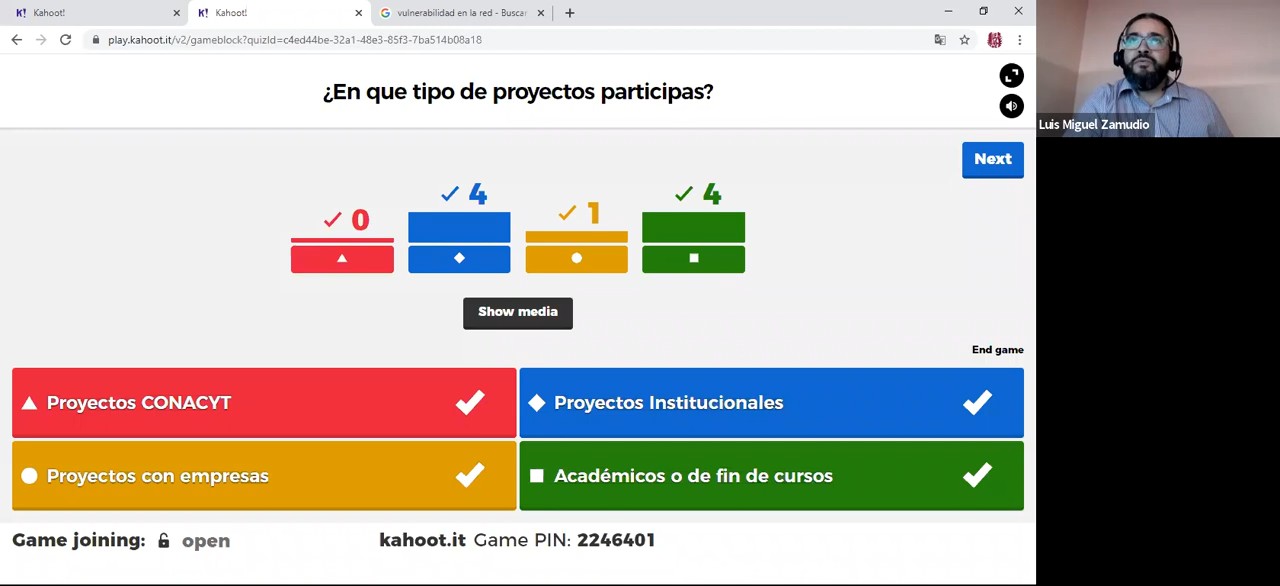 K! Kahoot!
K! Kahoot!
vulnerabilidad en la red - Buscar
play.kahoot.it/v2/gameblock?quizId=c4ed44be-32a1-48e3-85f3-7ba514b08a18
¿En que tipo de proyectos participas?
Luis Miguel Zamudio
Next
0
4
1
4
Show media
End game
Proyectos CONACYT
Proyectos Institucionales
Proyectos con empresas
Académicos o de fin de cursos
Game joining: open
kahoot.it Game PIN: 2246401